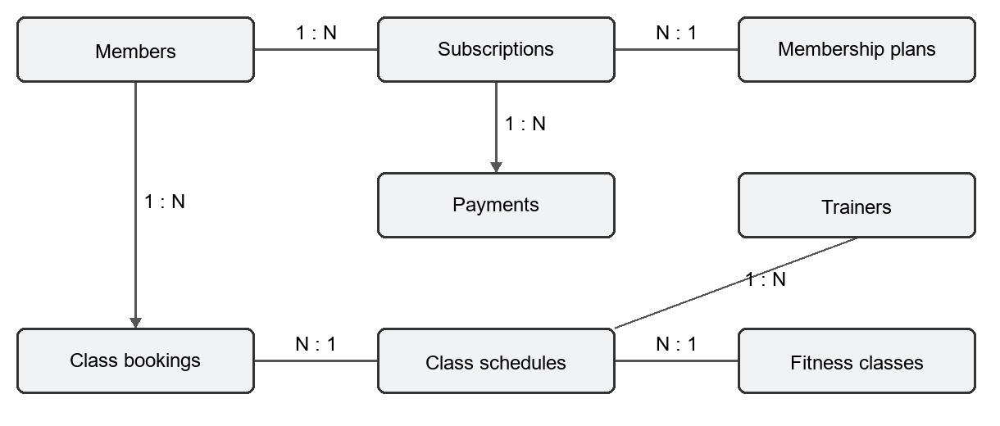 Members
1 : N
Subscriptions
N : 1
Membership plans
1 : N
Payments
Trainers
1 : N
1 : N
Class bookings
N : 1
Class schedules
N : 1
Fitness classes